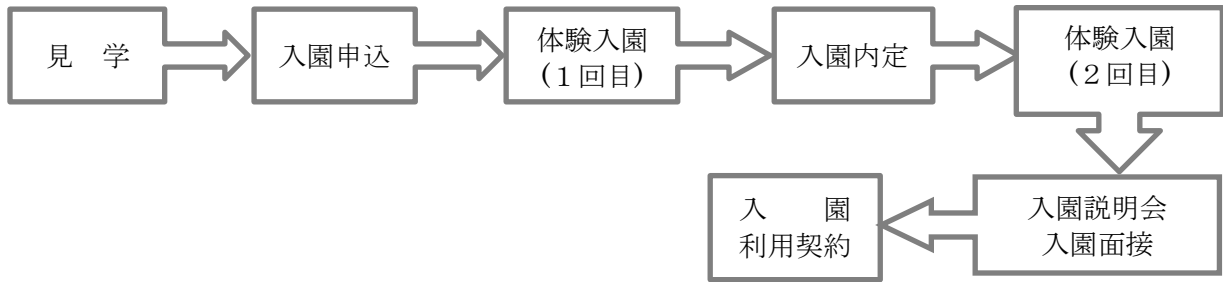 見　学
入園申込
体験入園
(１回目)
入園内定
体験入園
(２回目)
入園説明会
入園面接
入　　園
利用契約